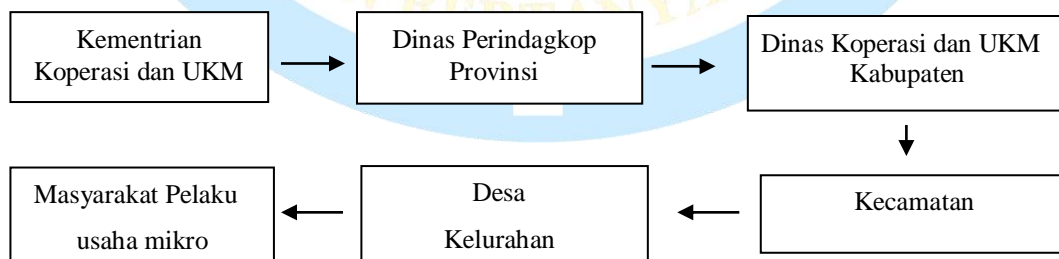 Kementrian
Koperasi dan UKM
Dinas Perindagkop
Provinsi
Dinas Koperasi dan UKM
Kabupaten
Masyarakat Pelaku
usaha mikro
Desa
Kelurahan
Kecamatan